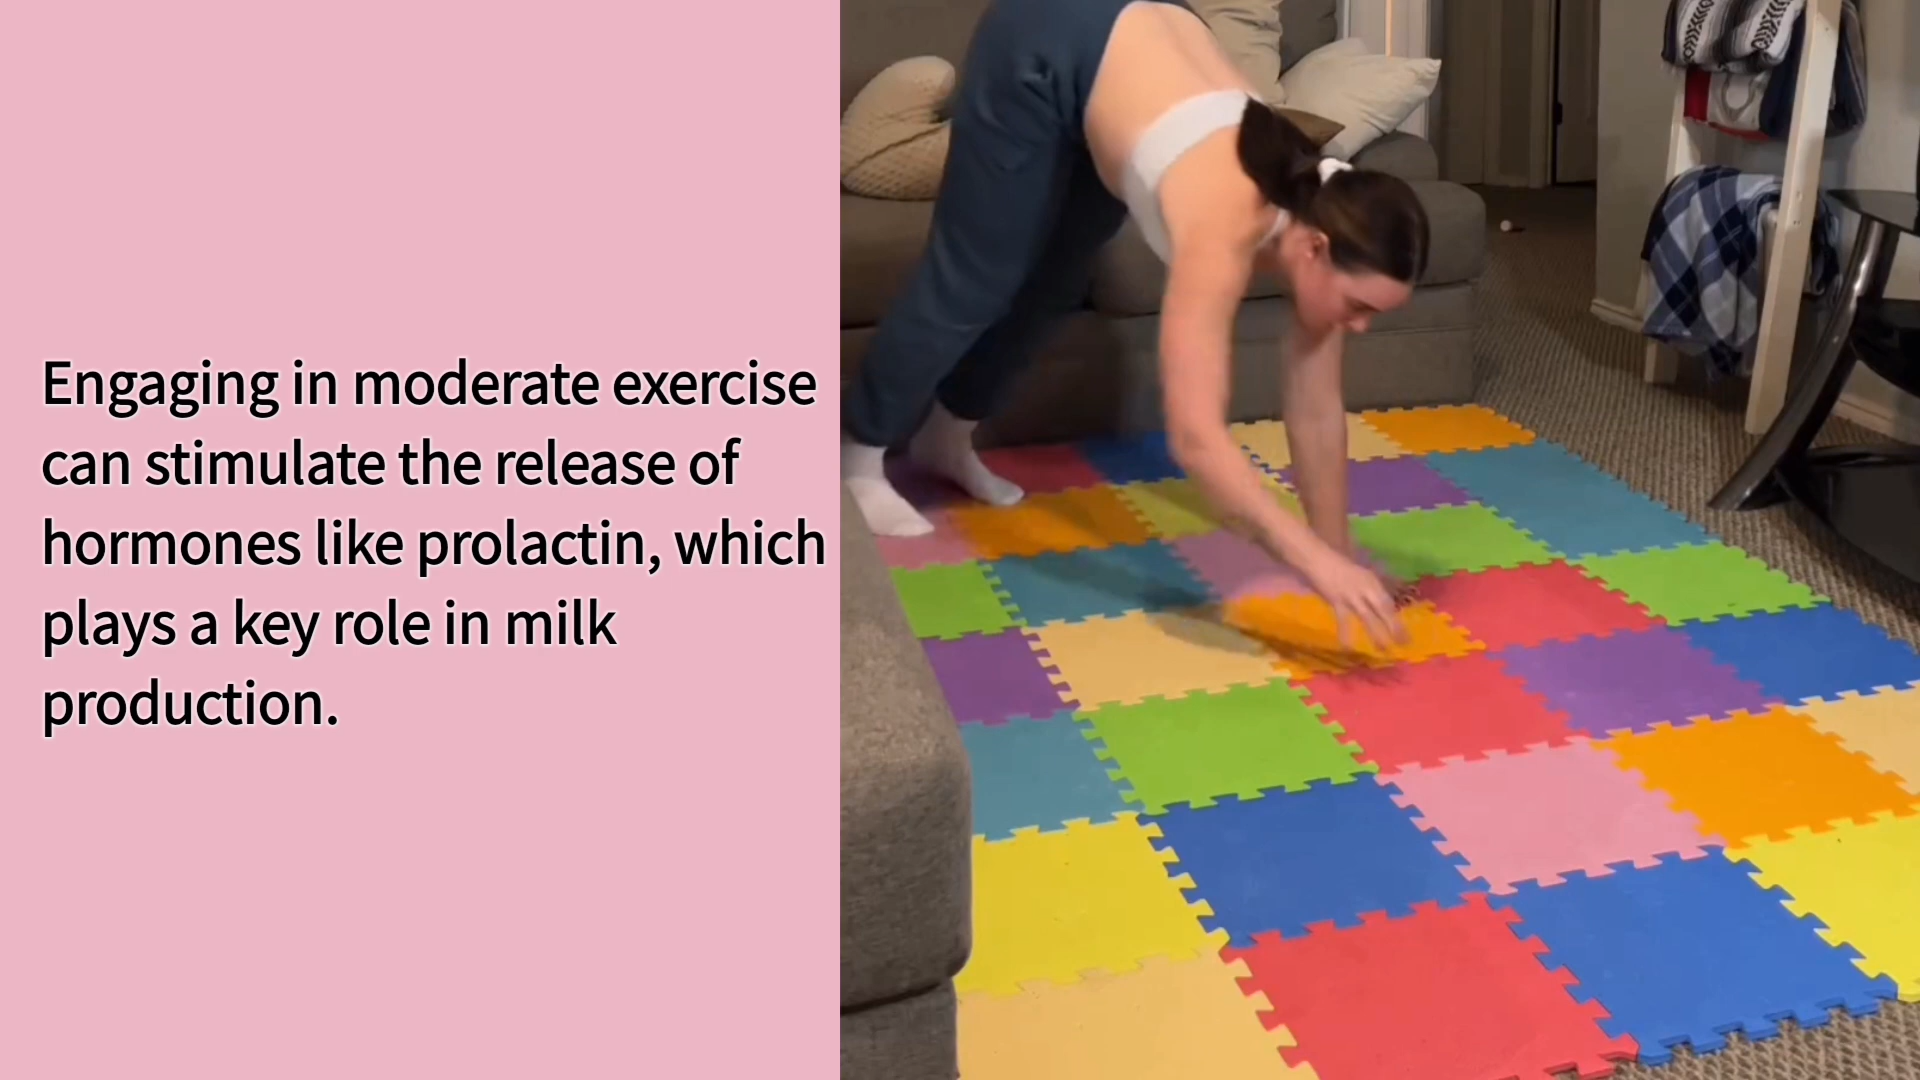 Engaging in moderate exercise
can stimulate the release of
hormones like prolactin, which
plays a key role in milk
production.